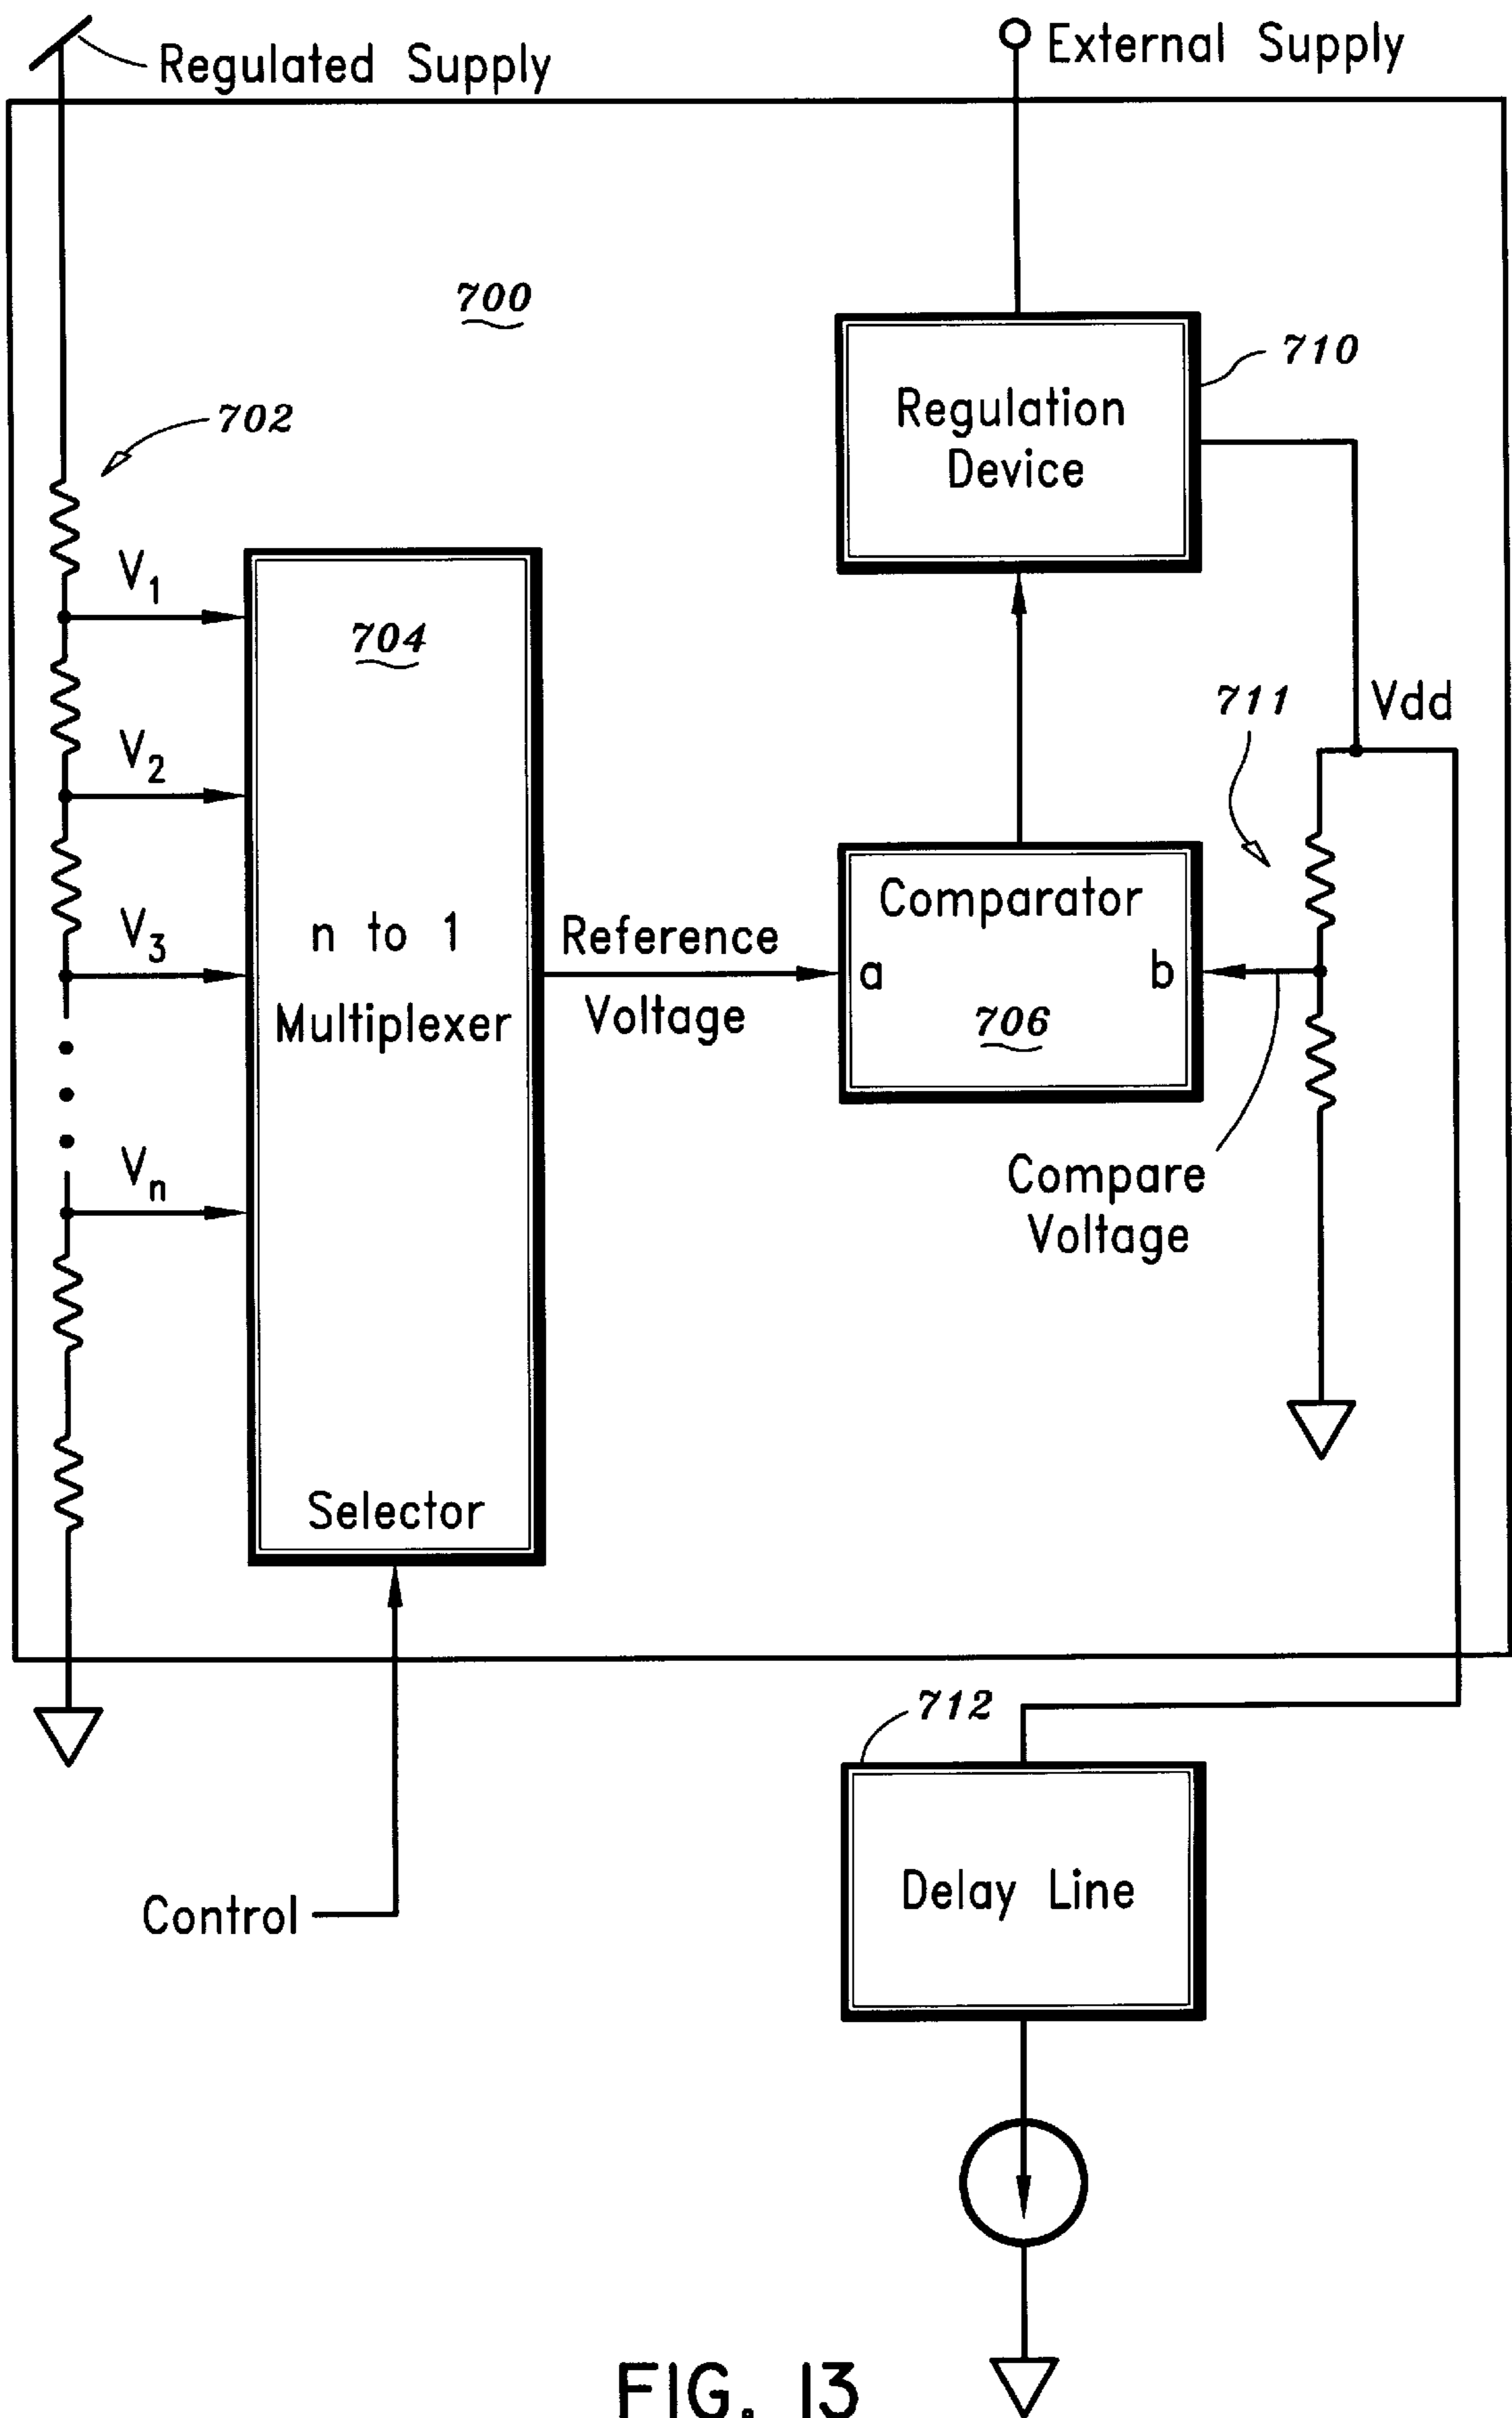 Regulated Supply
External Supply
700
710
Regulation
Device
702
V1
704
711
Vdd
V2
Comparator
V3
n to 1
Multiplexer
Reference
Voltage
a
b
706
Vn
Compare
Voltage
Selector
712
Delay Line
Control
FIG. 13